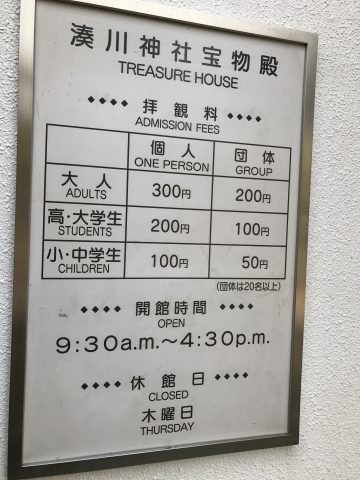 湊川神社宝物殿
TREASURE HOUSE
拝観料
ADMISSION FEES
個人 団体
ONE PERSON GROUP
大人 300円 200円
ADULTS
高・大学生 200円 100円
STUDENTS
小・中学生 100円 50円
CHILDREN
(団体は20名以上)
開館時間
OPEN
9:30a.m.～4:30p.m.
休館日
CLOSED
木曜日
THURSDAY